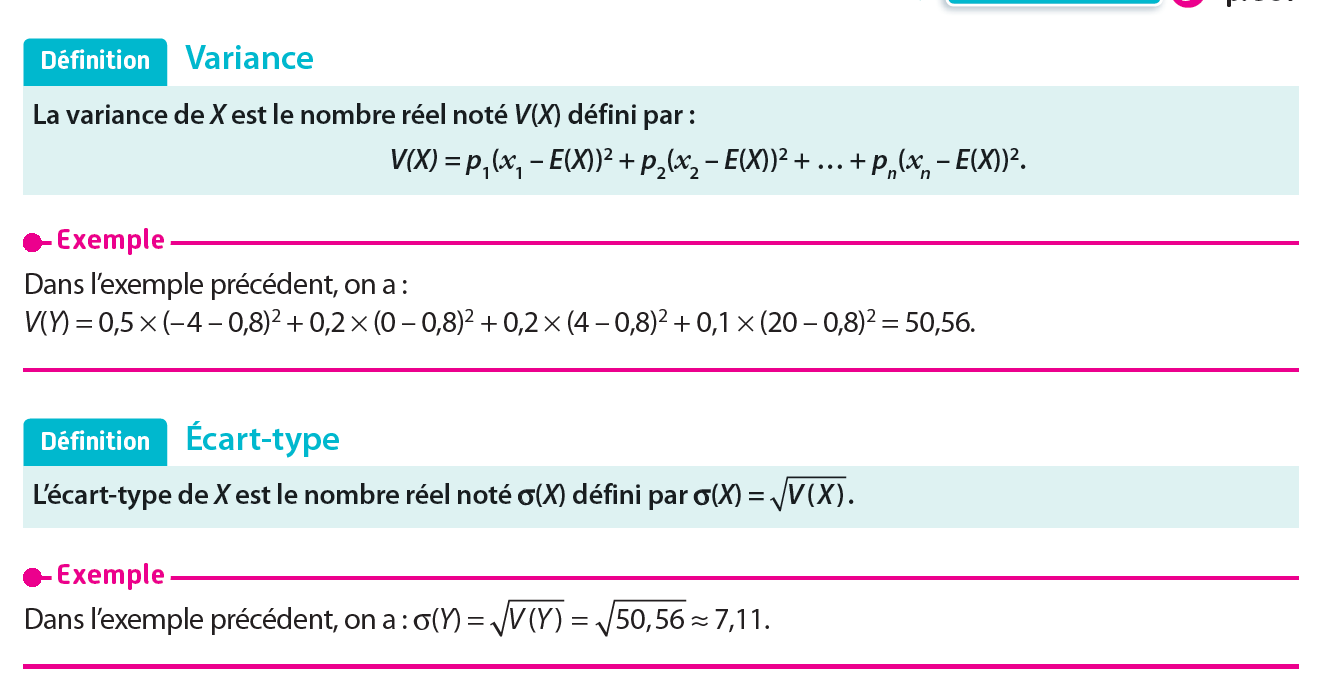 Définition Variance
La variance de X est le nombre réel noté V(X) défini par :
V(X) = p₁(x₁ – E(X))² + p₂(x₂ – E(X))² + … + pₙ(xₙ – E(X))².
Exemple
Dans l’exemple précédent, on a :
V(Y) = 0,5 × (–4 – 0,8)² + 0,2 × (0 – 0,8)² + 0,2 × (4 – 0,8)² + 0,1 × (20 – 0,8)² = 50,56.
Définition Écart-type
L’écart-type de X est le nombre réel noté σ(X) défini par σ(X) = √V(X).
Exemple
Dans l’exemple précédent, on a : σ(Y) = √V(Y) = √50,56 ≈ 7,11.